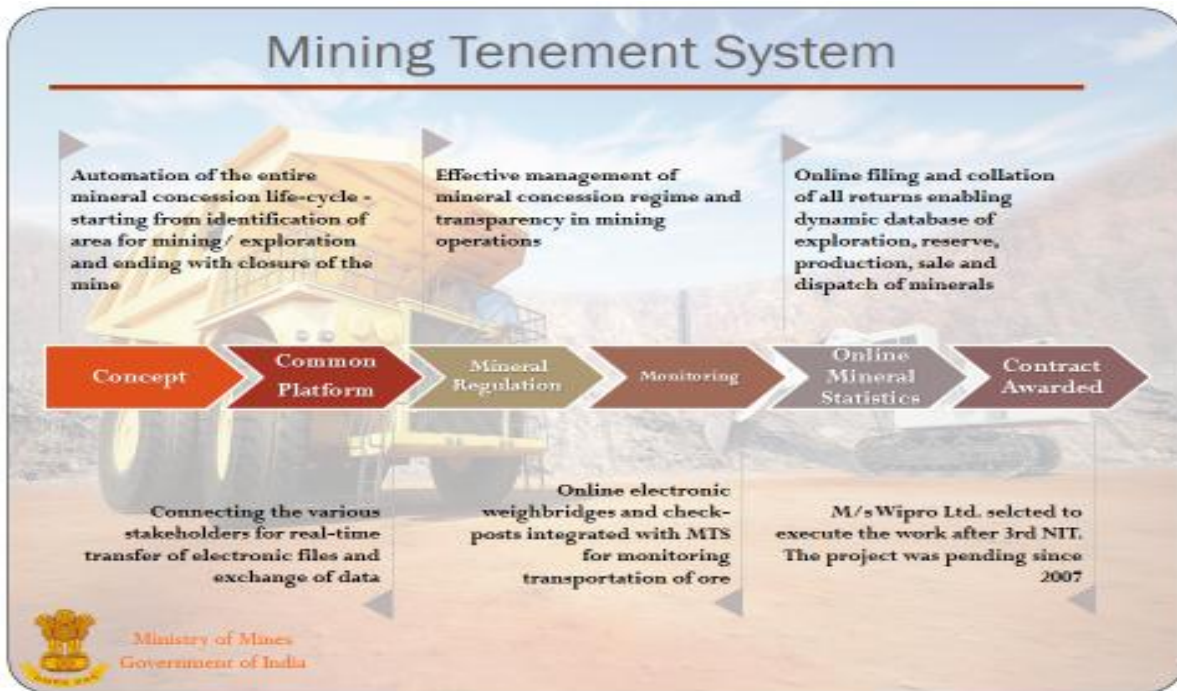 Mining Tenement System
Automation of the entire
mineral concession life-cycle -
starting from identification of
area for mining/ exploration
and ending with closure of the
mine
Effective management of
mineral concession regime and
transparency in mining
operations
Online filing and collation
of all returns enabling
dynamic database of
exploration, reserve,
production, sale and
dispatch of minerals
Concept
Common
Platform
Mineral
Regulation
Monitoring
Online
Mineral
Statistics
Contract
Awarded
Connecting the various
stakeholders for real-time
transfer of electronic files and
exchange of data
Online electronic
weighbridges and check-
posts integrated with MTS
for monitoring
transportation of ore
M/s Wipro Ltd. selcted to
execute the work after 3rd NIT.
The project was pending since
2007
Ministry of Mines
Government of India